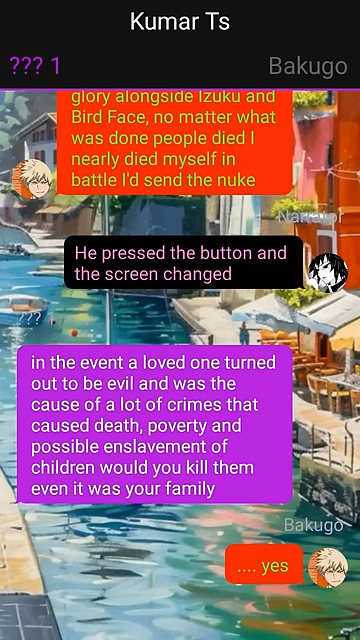 Kumar Ts
??? 1
Bakugo
glory alongside Izuku and
Bird Face, no matter what
was done people died I
nearly died myself in
battle I'd send the nuke
Narrator
He pressed the button and
the screen changed
???
in the event a loved one turned
out to be evil and was the
cause of a lot of crimes that
caused death, poverty and
possible enslavement of
children would you kill them
even it was your family
Bakugo
.... yes